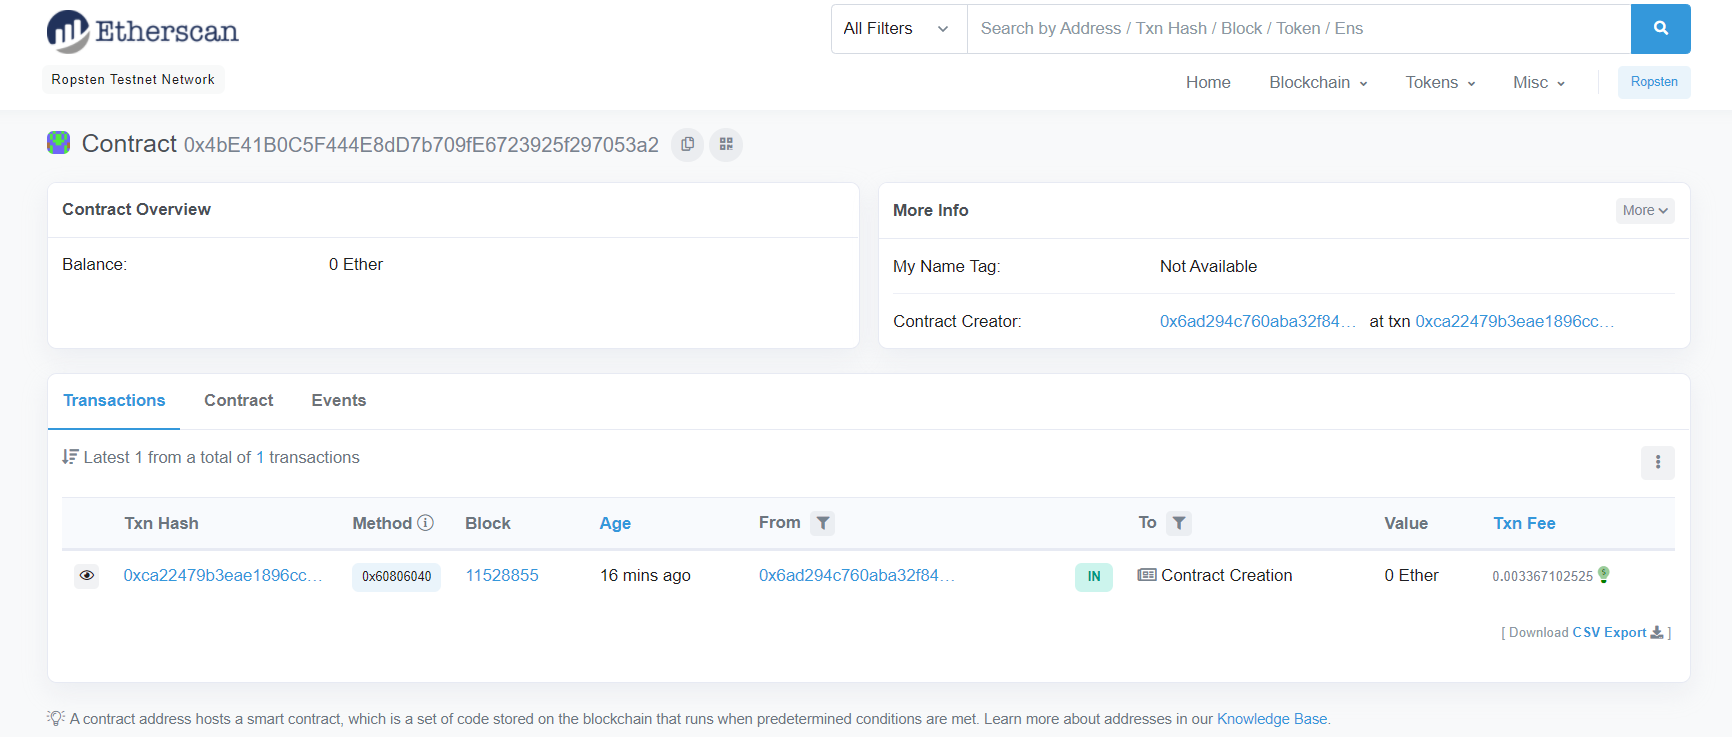 Etherscan
All Filters
Search by Address / Txn Hash / Block / Token / Ens
Ropsten Testnet Network
Home Blockchain Tokens Misc Ropsten
Contract 0x4bE41B0C5F444E8dD7b709fE6723925f297053a2
Contract Overview
Balance: 0 Ether
More Info More
My Name Tag: Not Available
Contract Creator: 0x6ad294c760aba32f84... at txn 0xca22479b3eae1896cc...
Transactions Contract Events
Latest 1 from a total of 1 transactions
Txn Hash Method Block Age From To Value Txn Fee
0xca22479b3eae1896cc... 0x60806040 11528855 16 mins ago 0x6ad294c760aba32f84... IN Contract Creation 0 Ether 0.003367102525
[ Download CSV Export ]
A contract address hosts a smart contract, which is a set of code stored on the blockchain that runs when predetermined conditions are met. Learn more about addresses in our Knowledge Base.